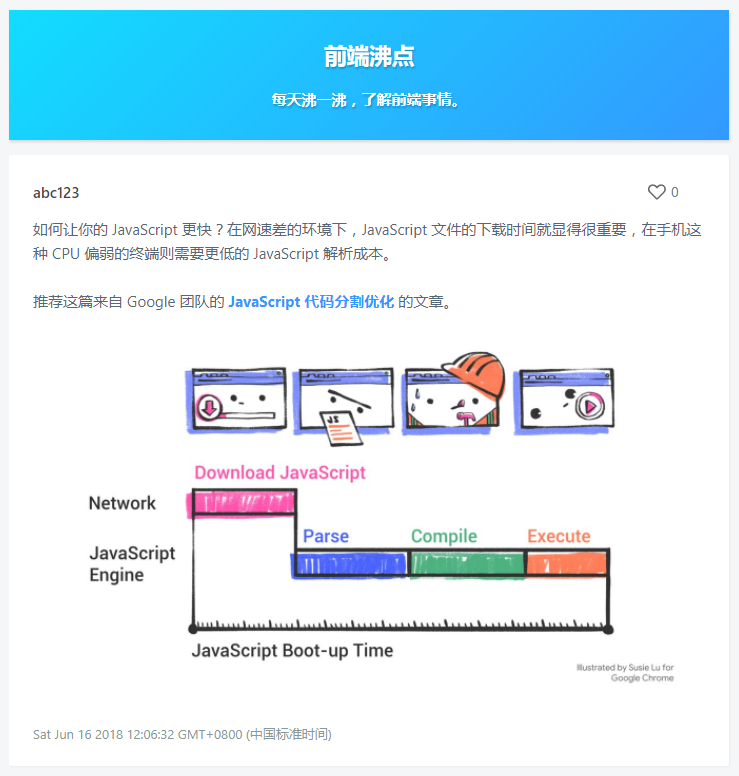 前端沸点
每天沸一沸，了解前端事情。
abc123
0
如何让你的 JavaScript 更快？在网速差的环境下，JavaScript 文件的下载时间就显得很重要，在手机这
种 CPU 偏弱的终端则需要更低的 JavaScript 解析成本。
推荐这篇来自 Google 团队的 JavaScript 代码分割优化 的文章。
JS
Download JavaScript
Network
Parse
Compile
Execute
JavaScript
Engine
JavaScript Boot-up Time
Illustrated by Susie Lu for
Google Chrome
Sat Jun 16 2018 12:06:32 GMT+0800 (中国标准时间)